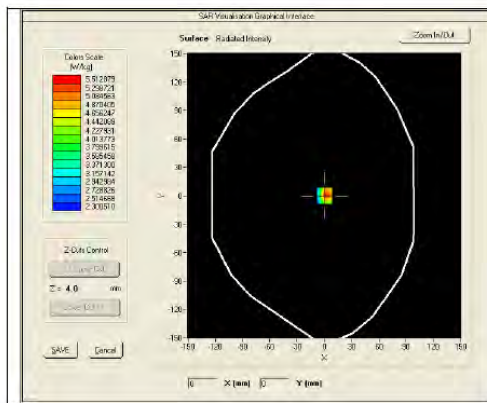 SAR Visualisation Graphical Interface
Surface Radiated Intensity
Zoom In/Out
Colors Scale
(W/kg)
5.512879
5.298721
5.084563
4.870405
4.656247
4.442089
4.227931
4.013773
3.799615
3.585458
3.371300
3.157142
2.942984
2.728826
2.514668
2.300510
150
120
90
60
30
Y
0
-30
-60
-90
-120
-150
-150 -120 -90 -60 -30 0 30 60 90 120 150
X
Z-Cuts Control
Z = 4.0 mm
SAVE
Cancel
X (mm)
0 Y (mm)